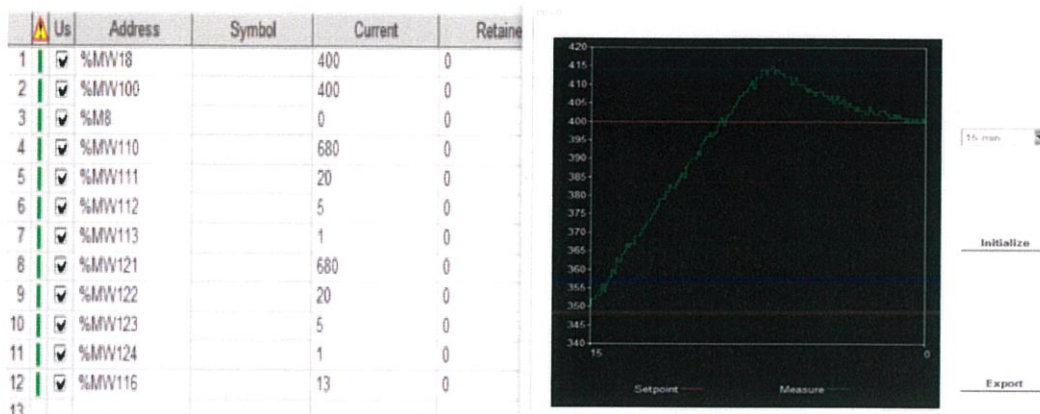 Us Address Symbol Current Retaine
1 %MW18 400 0
2 %MW100 400 0
3 %M8 0 0
4 %MW110 680 0
5 %MW111 20 0
6 %MW112 5 0
7 %MW113 1 0
8 %MW121 680 0
9 %MW122 20 0
10 %MW123 5 0
11 %MW124 1 0
12 %MW116 13 0
13
420
415
410
405
400
395
390
385
380
375
370
365
360
355
350
345
340
15 0
Setpoint Measure
15 min
Initialize
Export